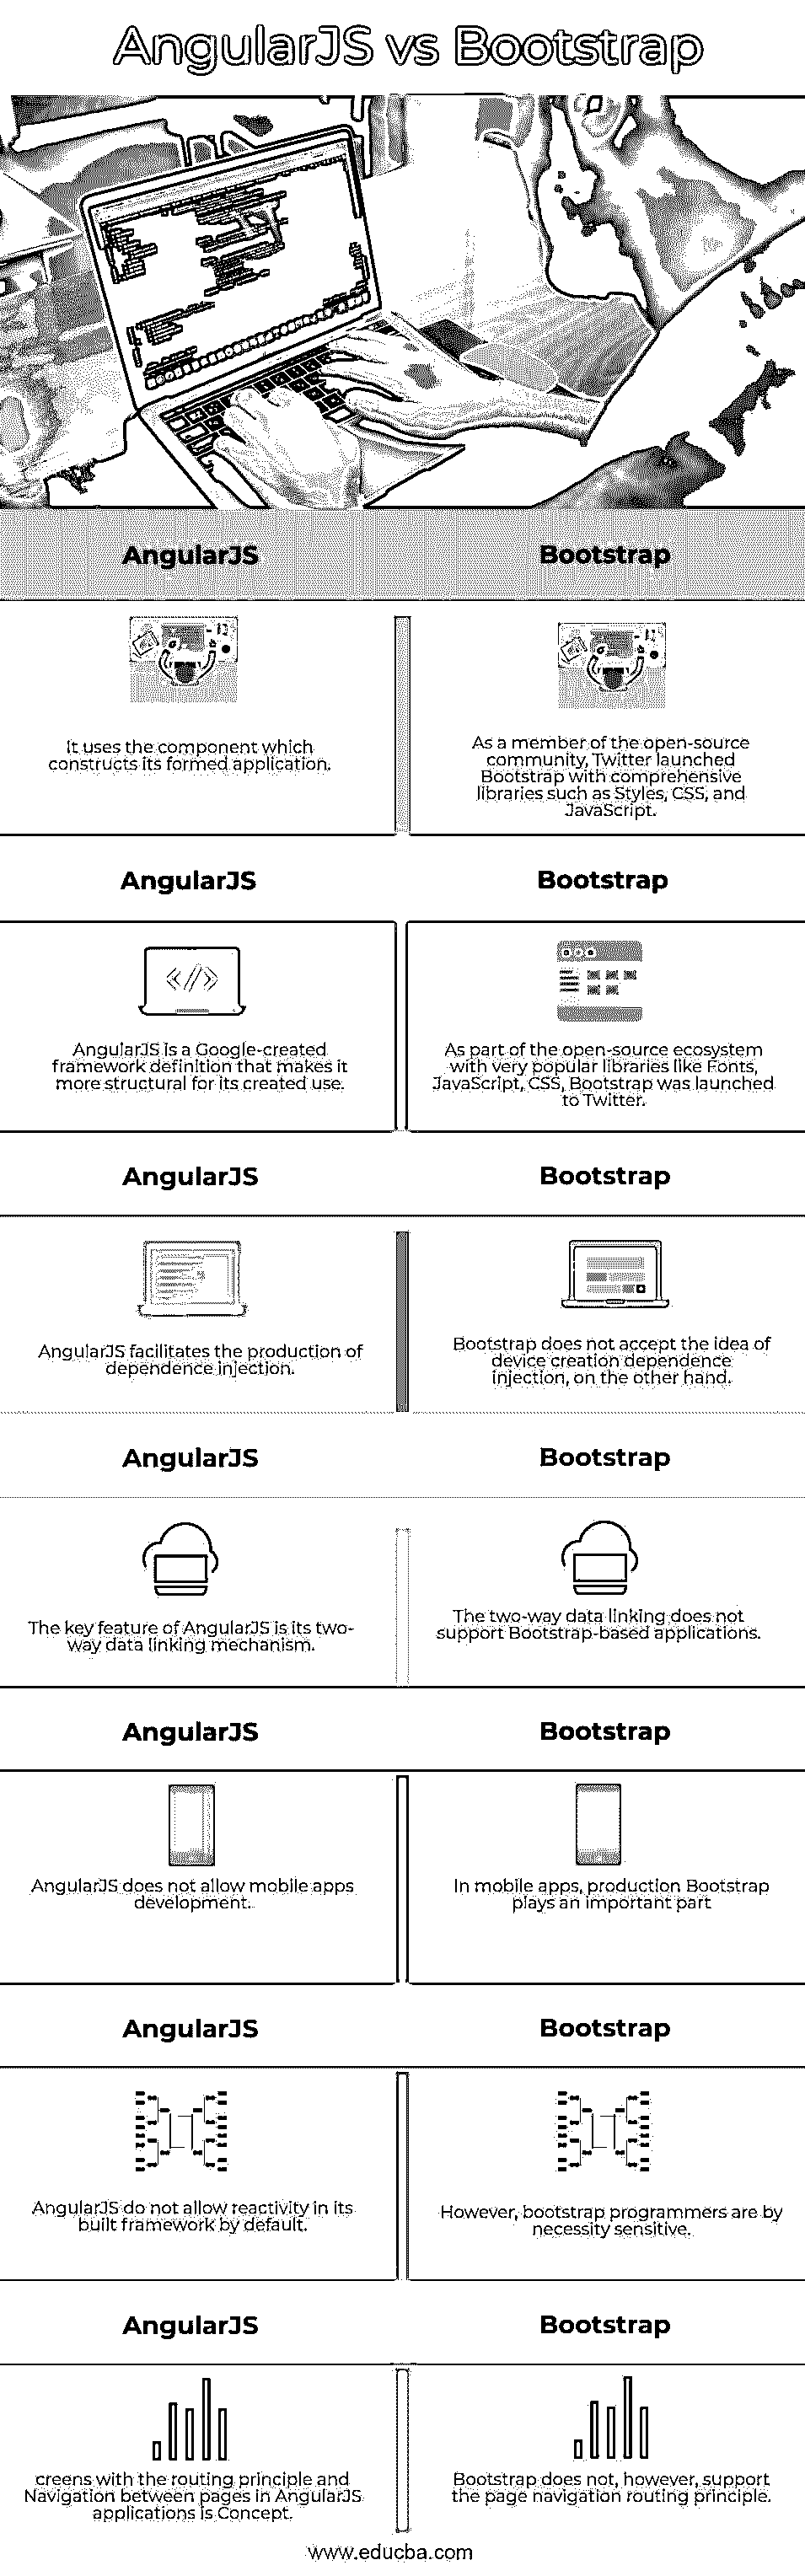 AngularJS vs Bootstrap
AngularJS
Bootstrap
It uses the component which
constructs its formed application.
As a member of the open-source
community, Twitter launched
Bootstrap with comprehensive
libraries such as Styles, CSS, and
JavaScript.
AngularJS
Bootstrap
AngularJS is a Google-created
framework definition that makes it
more structural for its created use.
As part of the open-source ecosystem
with very popular libraries like Fonts,
JavaScript, CSS, Bootstrap was launched
to Twitter.
AngularJS
Bootstrap
AngularJS facilitates the production of
dependence injection.
Bootstrap does not accept the idea of
device creation dependence
injection, on the other hand.
AngularJS
Bootstrap
The key feature of AngularJS is its two-
way data linking mechanism.
The two-way data linking does not
support Bootstrap-based applications.
AngularJS
Bootstrap
AngularJS does not allow mobile apps
development.
In mobile apps, production Bootstrap
plays an important part
AngularJS
Bootstrap
AngularJS do not allow reactivity in its
built framework by default.
However, bootstrap programmers are by
necessity sensitive.
AngularJS
Bootstrap
creens with the routing principle and
Navigation between pages in AngularJS
applications is Concept.
Bootstrap does not, however, support
the page navigation routing principle.
www.educba.com